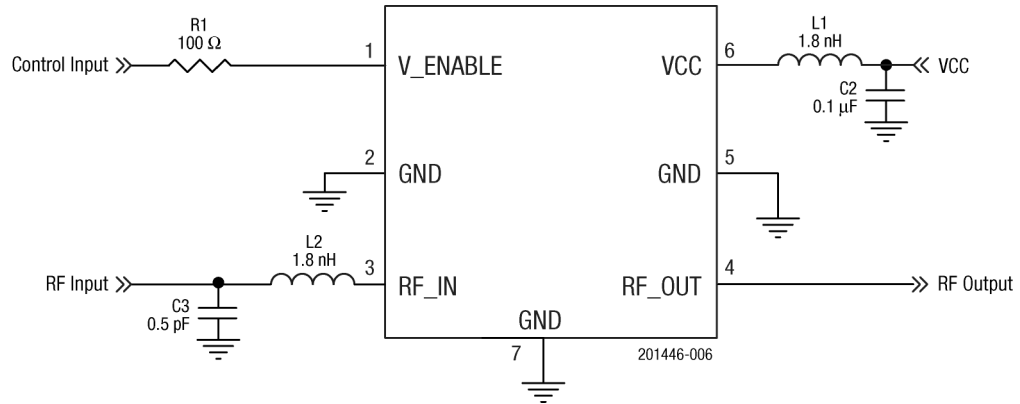 R1
100 Ω
Control Input
1
V_ENABLE
VCC
6
L1
1.8 nH
VCC
C2
0.1 μF
2
GND
GND
5
L2
1.8 nH
RF Input
3
RF_IN
RF_OUT
4
RF Output
C3
0.5 pF
GND
7
201446-006